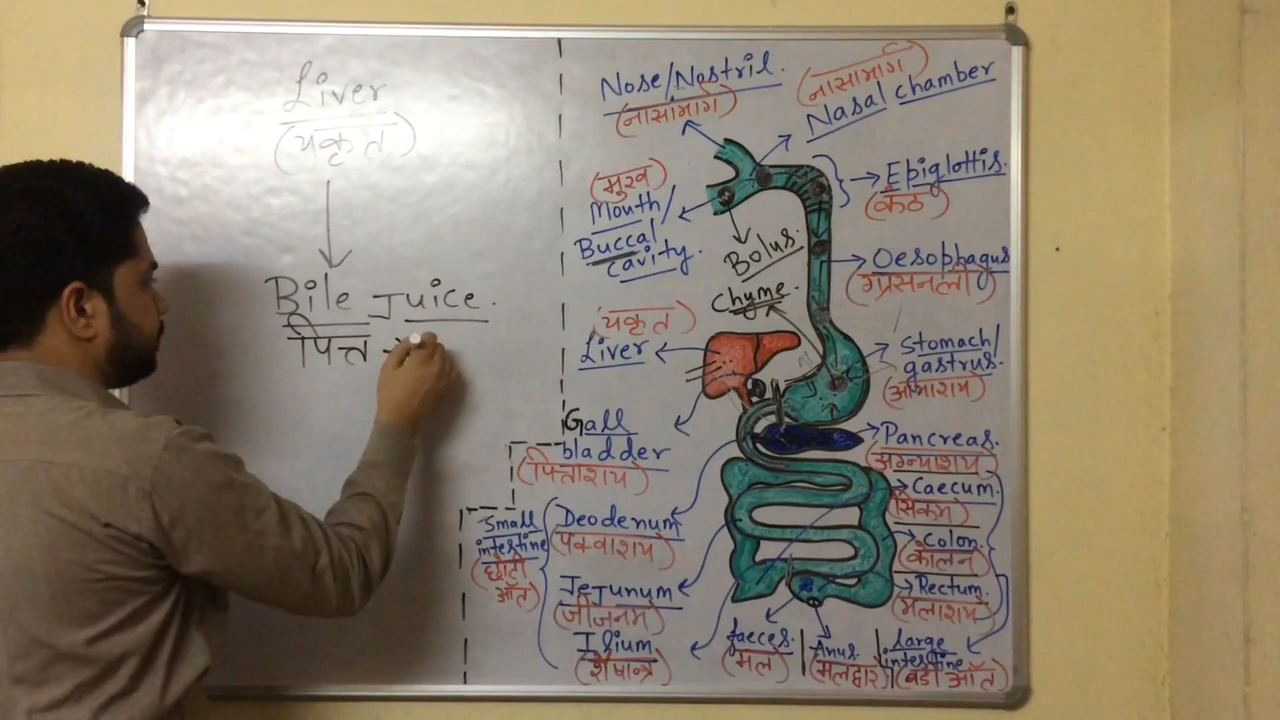 Liver
(यकृत)
Bile Juice.
पित्त
Nose/Nostril.
(नासामार्ग)
(नासामार्ग)
Nasal chamber
(मुख)
Mouth/
Buccal
cavity.
Epiglottis.
(कंठ)
Bolus.
Chyme.
Oesophagus
(ग्रसनली)
(यकृत)
Liver
Stomach/
gastrus.
(आमाशय)
Gall
bladder
(पित्ताशय)
Pancreas.
(अग्न्याशय)
Caecum.
(सिकम)
Colon.
(कोलन)
Rectum.
(मलाशय)
Small
intestine
(छोटी
आँत)
Deodenum
(पक्वाशय)
Jejunum
(जीजनम)
Ilium
(शेषान्त्र)
faeces.
(मल)
Anus.
(मलद्वार)
Large
intestine
(बडी आँत)